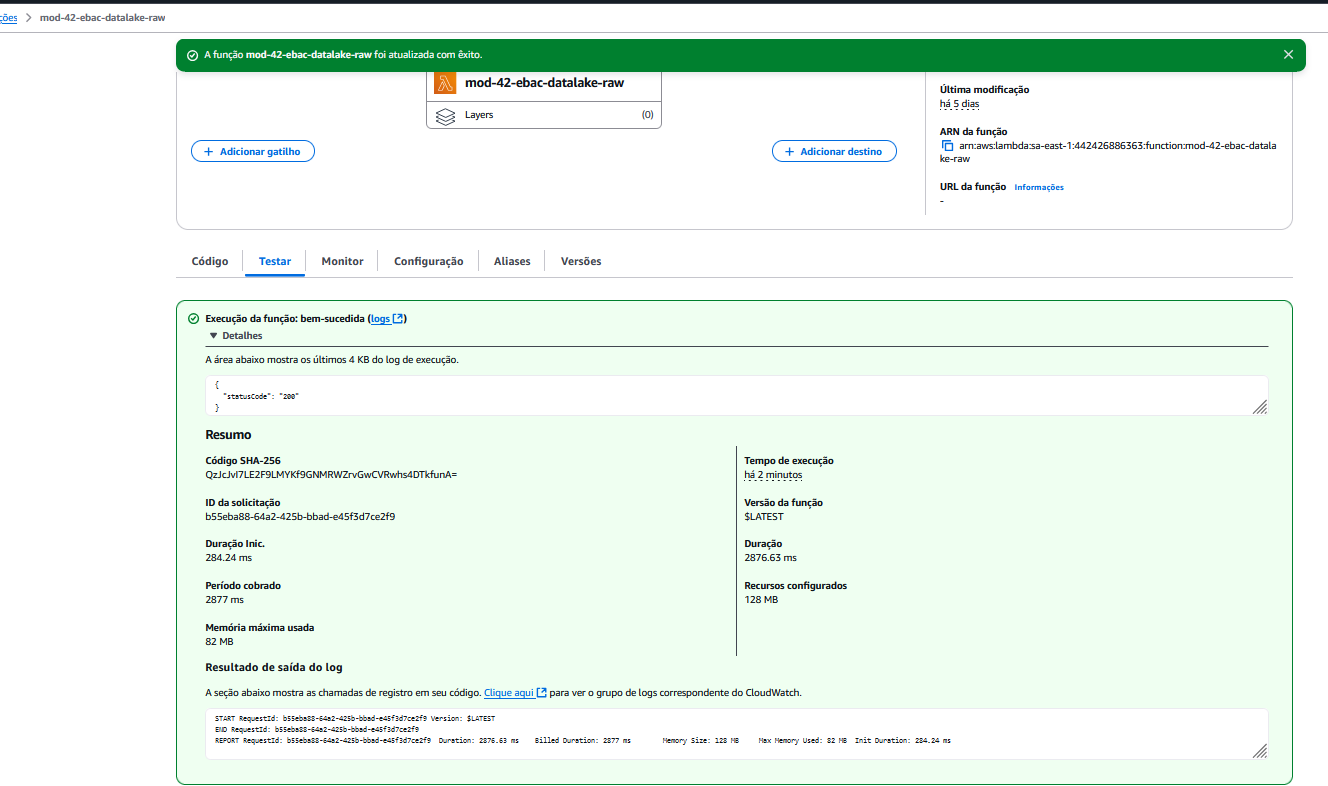 ções > mod-42-ebac-datalake-raw
A função mod-42-ebac-datalake-raw foi atualizada com êxito.
mod-42-ebac-datalake-raw
Layers (0)
+ Adicionar gatilho
+ Adicionar destino
Última modificação
há 5 dias
ARN da função
arn:aws:lambda:sa-east-1:442426886363:function:mod-42-ebac-datala
ke-raw
URL da função Informações
-
Código Testar Monitor Configuração Aliases Versões
Execução da função: bem-sucedida (logs)
▼ Detalhes
A área abaixo mostra os últimos 4 KB do log de execução.
{
"statusCode": "200"
}
Resumo
Código SHA-256
QzJcJvI7LE2F9LMYKf9GNMRWZrvGwCVRwhs4DTkfunA=
Tempo de execução
há 2 minutos
ID da solicitação
b55eba88-64a2-425b-bbad-e45f3d7ce2f9
Versão da função
$LATEST
Duração Inic.
284.24 ms
Duração
2876.63 ms
Período cobrado
2877 ms
Recursos configurados
128 MB
Memória máxima usada
82 MB
Resultado de saída do log
A seção abaixo mostra as chamadas de registro em seu código. Clique aqui para ver o grupo de logs correspondente do CloudWatch.
START RequestId: b55eba88-64a2-425b-bbad-e45f3d7ce2f9 Version: $LATEST
END RequestId: b55eba88-64a2-425b-bbad-e45f3d7ce2f9
REPORT RequestId: b55eba88-64a2-425b-bbad-e45f3d7ce2f9 Duration: 2876.63 ms Billed Duration: 2877 ms Memory Size: 128 MB Max Memory Used: 82 MB Init Duration: 284.24 ms